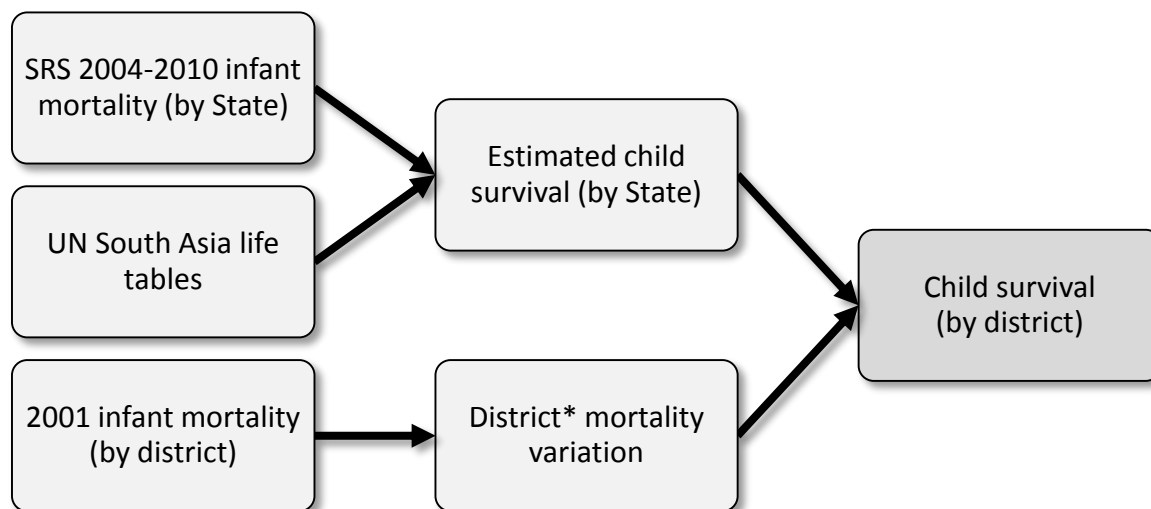 SRS 2004-2010 infant
mortality (by State)
UN South Asia life
tables
2001 infant mortality
(by district)
Estimated child
survival (by State)
District* mortality
variation
Child survival
(by district)